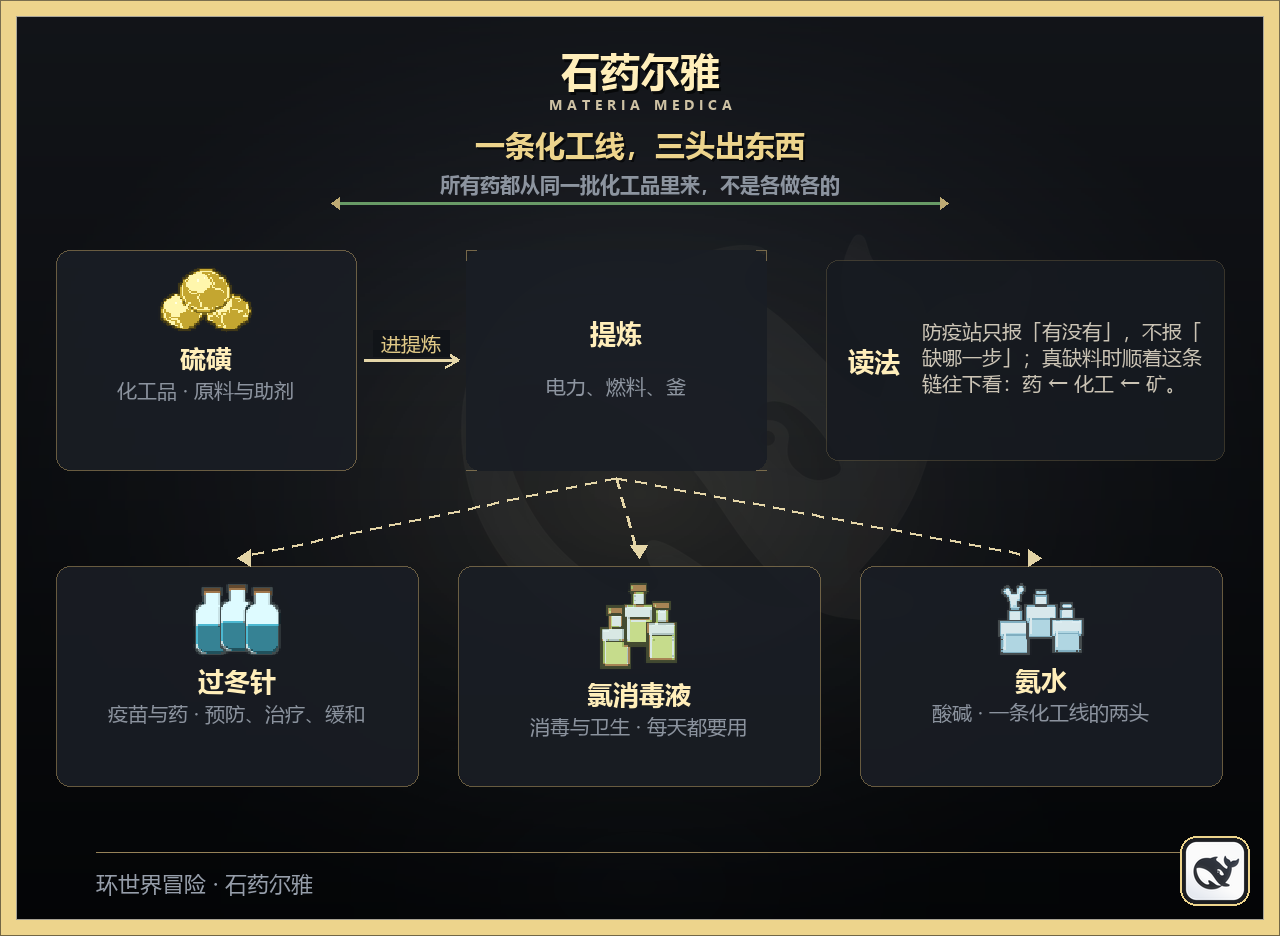 石药尔雅
MATERIA MEDICA
一条化工线，三头出东西
所有药都从同一批化工品里来，不是各做各的
硫磺
化工品 · 原料与助剂
进提炼
提炼
电力、燃料、釜
读法
防疫站只报「有没有」，不报「
缺哪一步」；真缺料时顺着这条
链往下看：药 ← 化工 ← 矿。
过冬针
疫苗与药 · 预防、治疗、缓和
氯消毒液
消毒与卫生 · 每天都要用
氨水
酸碱 · 一条化工线的两头
环世界冒险 · 石药尔雅